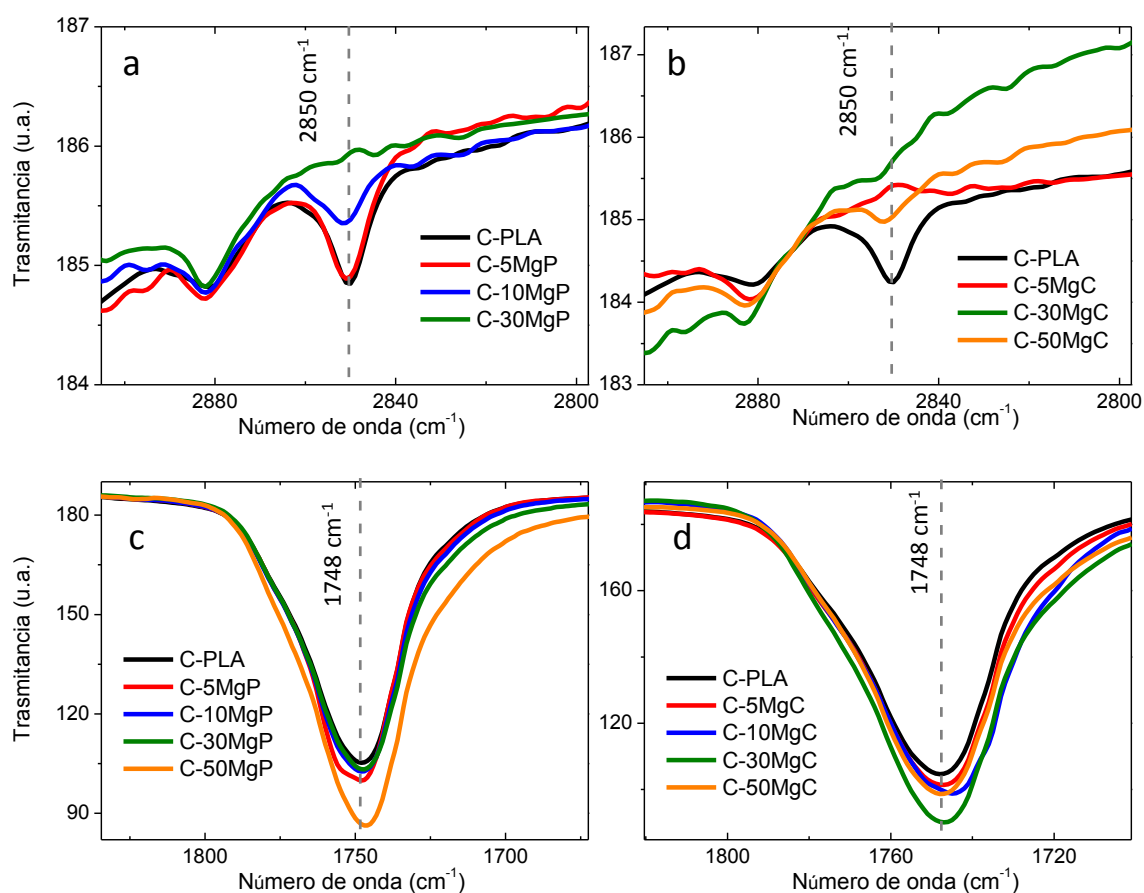 a
2850 cm⁻¹
Trasmitancia (u.a.)
187
186
185
184
C-PLA
C-5MgP
C-10MgP
C-30MgP
2880
2840
2800
Número de onda (cm⁻¹)
b
2850 cm⁻¹
187
186
185
184
183
C-PLA
C-5MgC
C-30MgC
C-50MgC
2880
2840
2800
Número de onda (cm⁻¹)
c
1748 cm⁻¹
Trasmitancia (u.a.)
180
150
120
90
C-PLA
C-5MgP
C-10MgP
C-30MgP
C-50MgP
1800
1750
1700
Número de onda (cm⁻¹)
d
1748 cm⁻¹
160
120
C-PLA
C-5MgC
C-10MgC
C-30MgC
C-50MgC
1800
1760
1720
Número de onda (cm⁻¹)